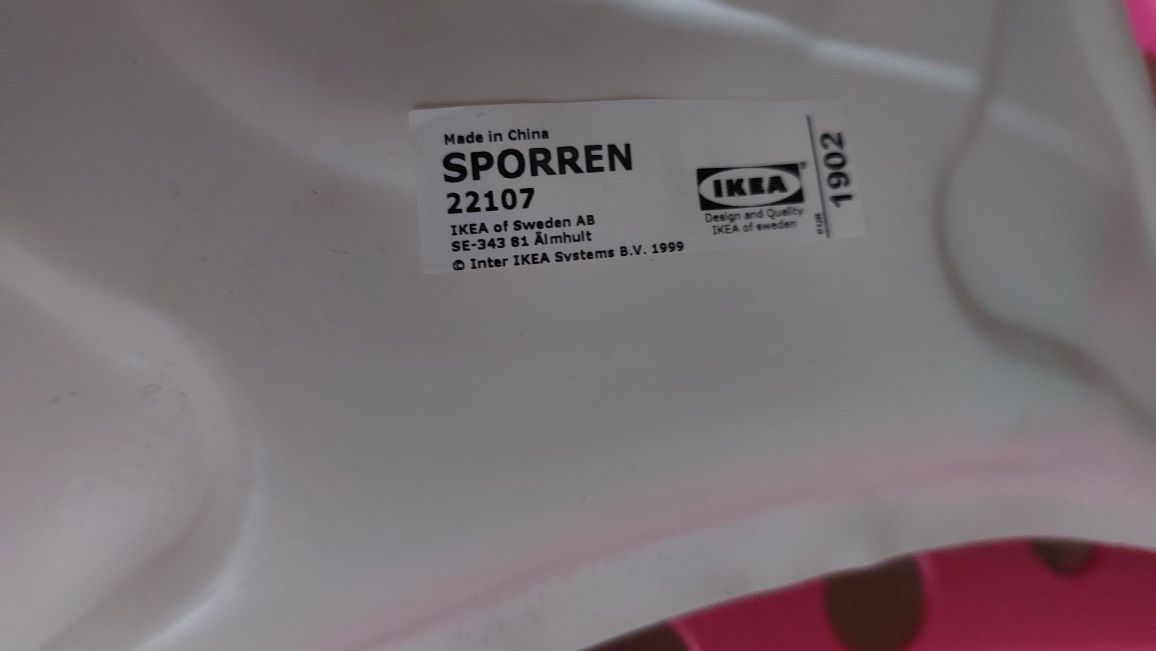 Made in China
SPORREN
22107
IKEA of Sweden AB
SE-343 81 Älmhult
© Inter IKEA Systems B.V. 1999
IKEA®
Design and Quality
IKEA of Sweden
1902